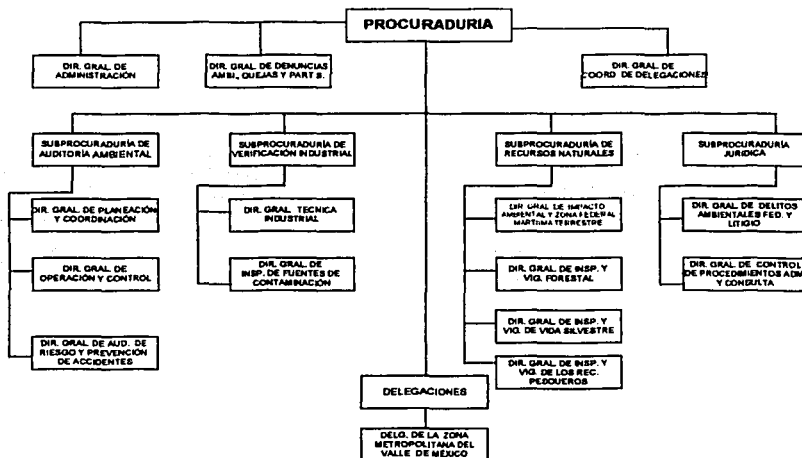 PROCURADURIA
DIR. GRAL. DE
ADMINISTRACIÓN
DIR. GRAL. DE DENUNCIAS
AMBI., QUEJAS Y PART S.
DIR. GRAL. DE
COORD DE DELEGACIONES
SUBPROCURADURÍA DE
AUDITORÍA AMBIENTAL
SUBPROCURADURÍA DE
VERIFICACIÓN INDUSTRIAL
SUBPROCURADURÍA DE
RECURSOS NATURALES
SUBPROCURADURÍA
JURIDICA
DIR. GRAL. DE PLANEACIÓN
Y COORDINACIÓN
DIR. GRAL. DE
OPERACIÓN Y CONTROL
DIR. GRAL. DE AUD. DE
RIESGO Y PREVENCIÓN
DE ACCIDENTES
DIR. GRAL. TECNICA
INDUSTRIAL
DIR. GRAL. DE
INSP. DE FUENTES DE
CONTAMINACIÓN
DIR. GRAL. DE IMPACTO
AMBIENTAL Y ZONA FEDERAL
MARTIMA TERRESTRE
DIR. GRAL. DE INSP. Y
VIG. FORESTAL
DIR. GRAL. DE INSP. Y
VIG. DE VIDA SILVESTRE
DIR. GRAL. DE INSP. Y
VIG. DE LOS REC.
PESQUEROS
DIR. GRAL. DE DELITOS
AMBIENTALES FED. Y
LITIGIO
DIR. GRAL. DE CONTROL
DE PROCEDIMIENTOS ADM
Y CONSULTA
DELEGACIONES
DELG. DE LA ZONA
METROPOLITANA DEL
VALLE DE MÉXICO